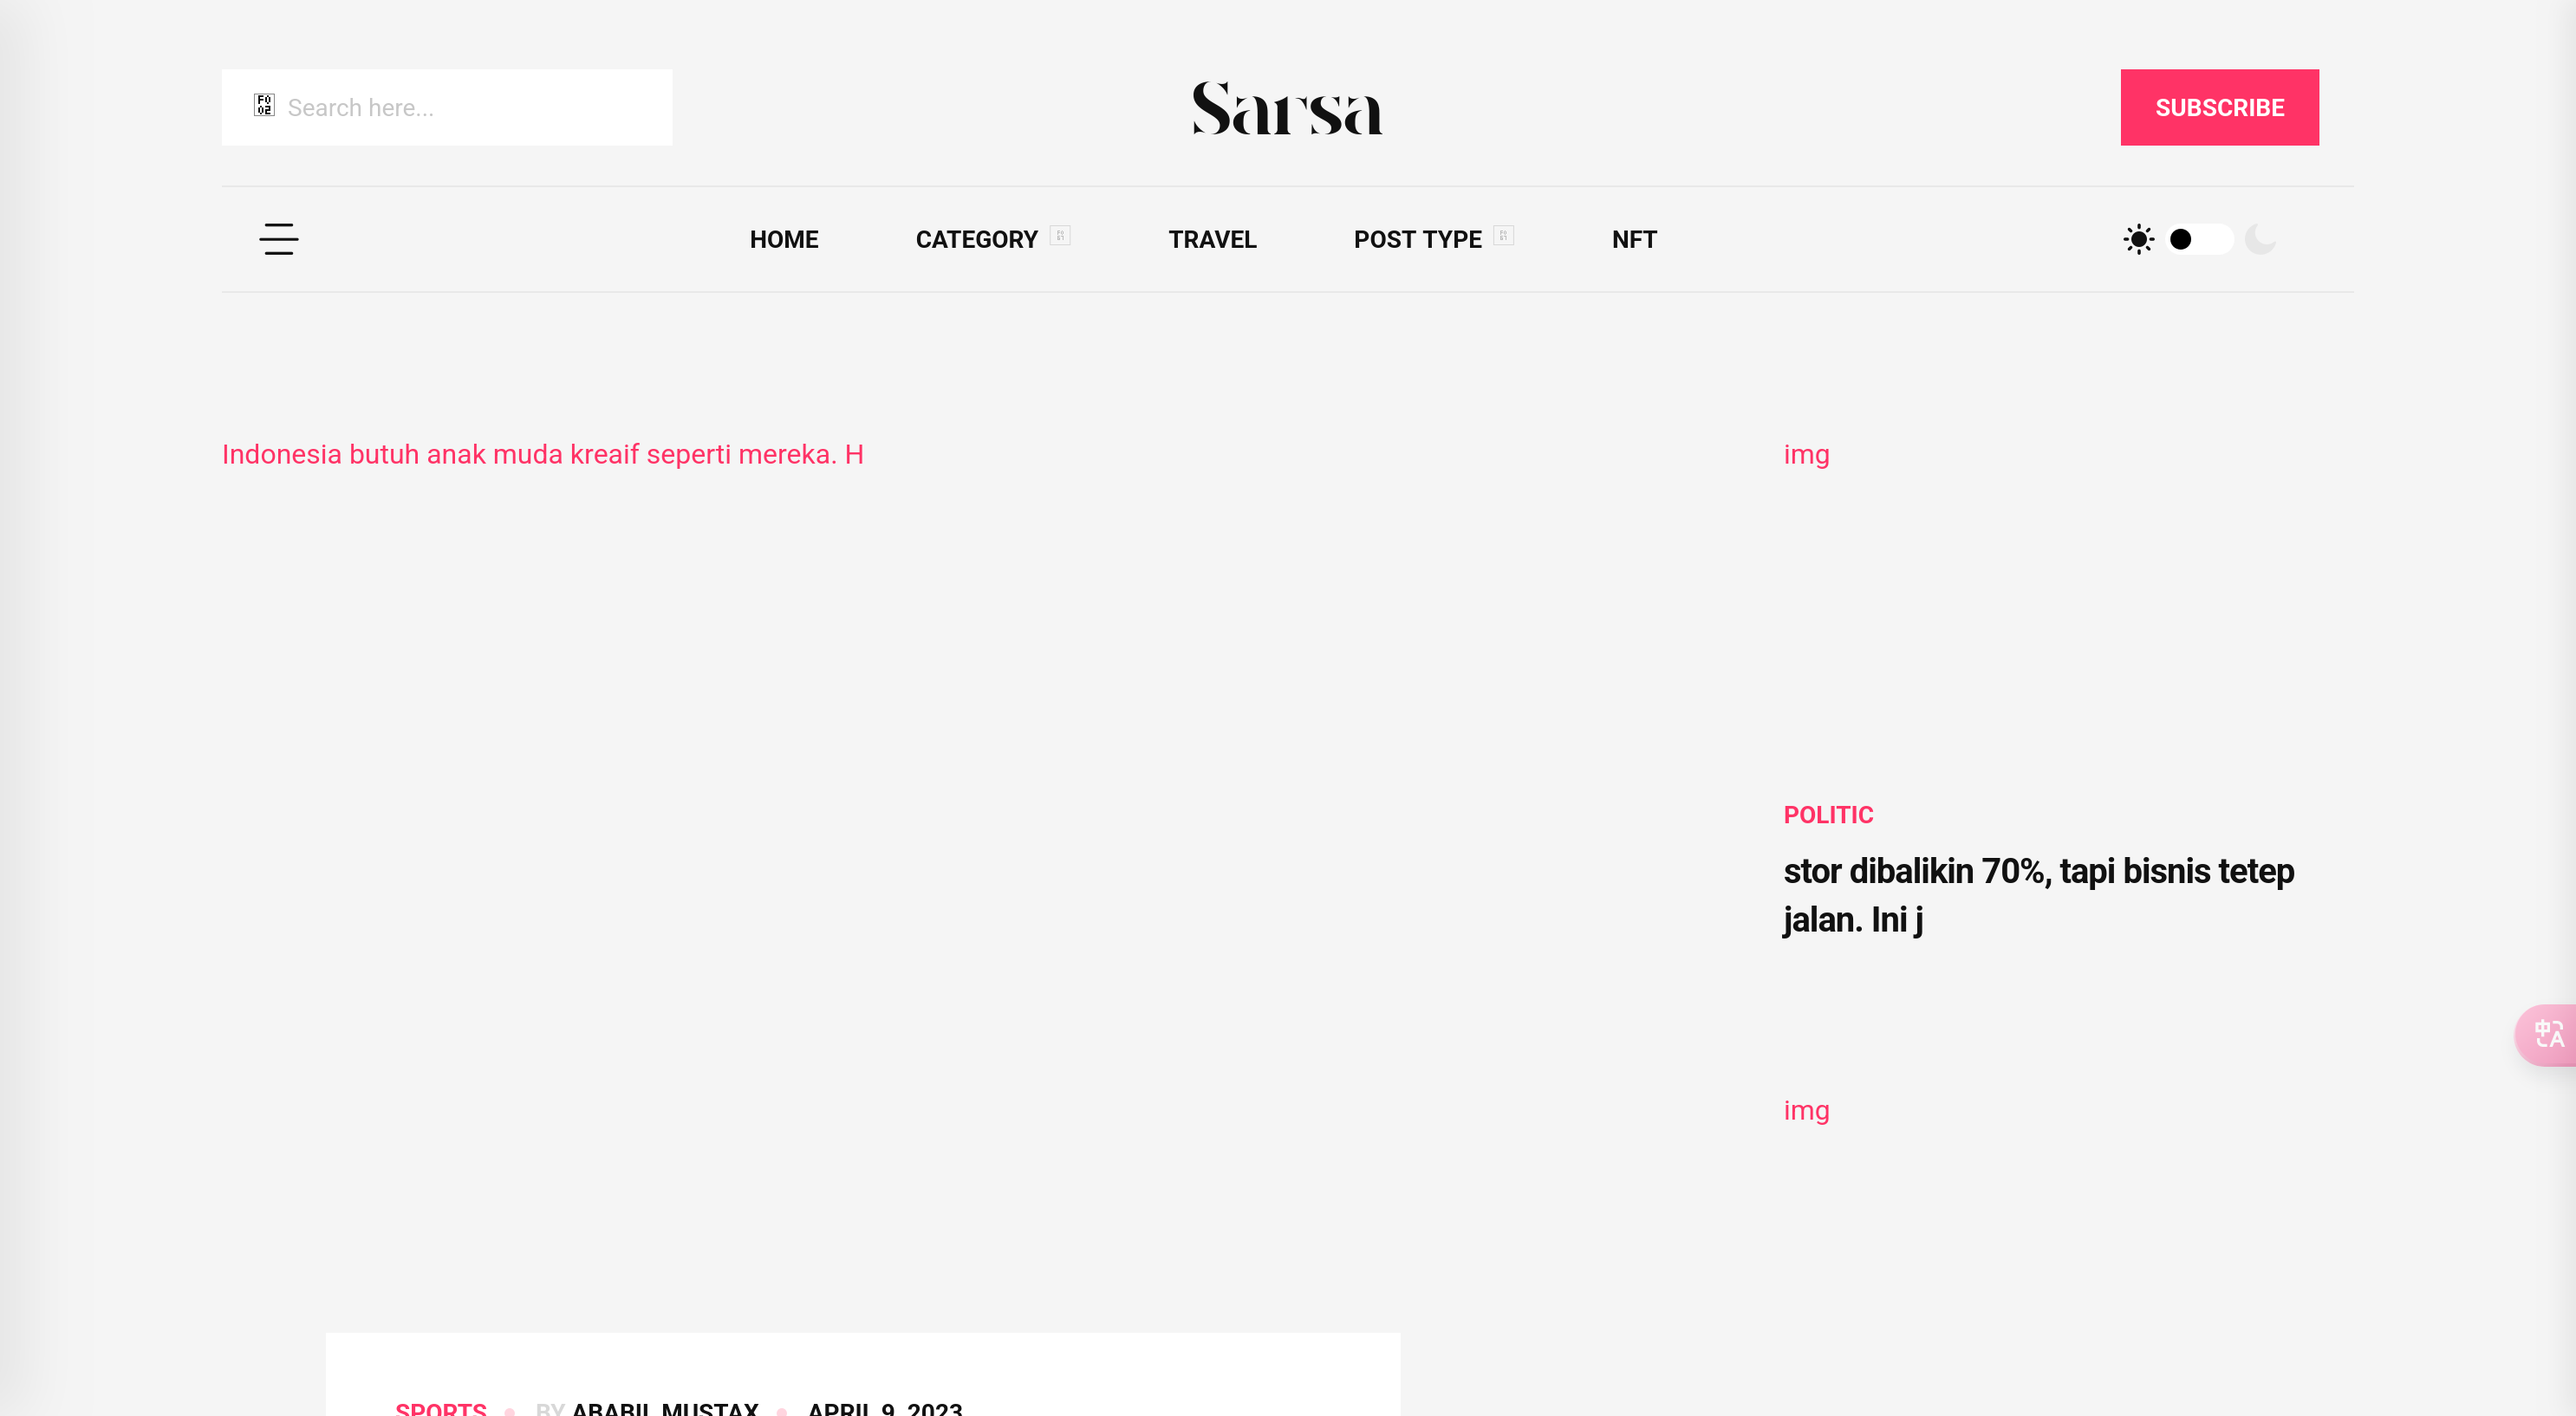 Search here...
Sarsa
SUBSCRIBE
HOME
CATEGORY
TRAVEL
POST TYPE
NFT
Indonesia butuh anak muda kreaif seperti mereka. H
img
POLITIC
stor dibalikin 70%, tapi bisnis tetep
jalan. Ini j
img
SPORTS BY ABABIL MUSTAX APRIL 9, 2023